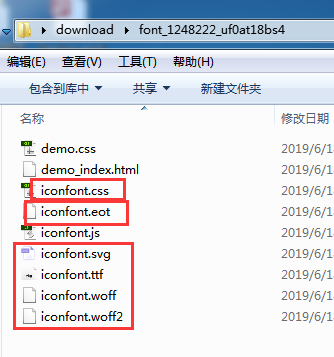 download font_1248222_uf0at18bs4
编辑(E) 查看(V) 工具(T) 帮助(H)
包含到库中 共享 新建文件夹
名称 修改日期
demo.css 2019/6/1
demo_index.html 2019/6/1
iconfont.css 2019/6/1
iconfont.eot 2019/6/1
iconfont.js 2019/6/1
iconfont.svg 2019/6/1
iconfont.ttf 2019/6/1
iconfont.woff 2019/6/1
iconfont.woff2 2019/6/1